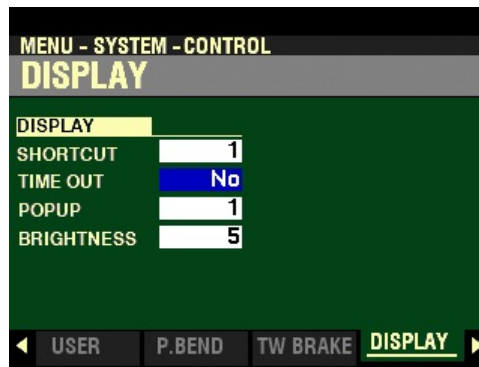 MENU - SYSTEM - CONTROL
DISPLAY
DISPLAY
SHORTCUT 1
TIME OUT No
POPUP 1
BRIGHTNESS 5
USER P.BEND TW BRAKE DISPLAY